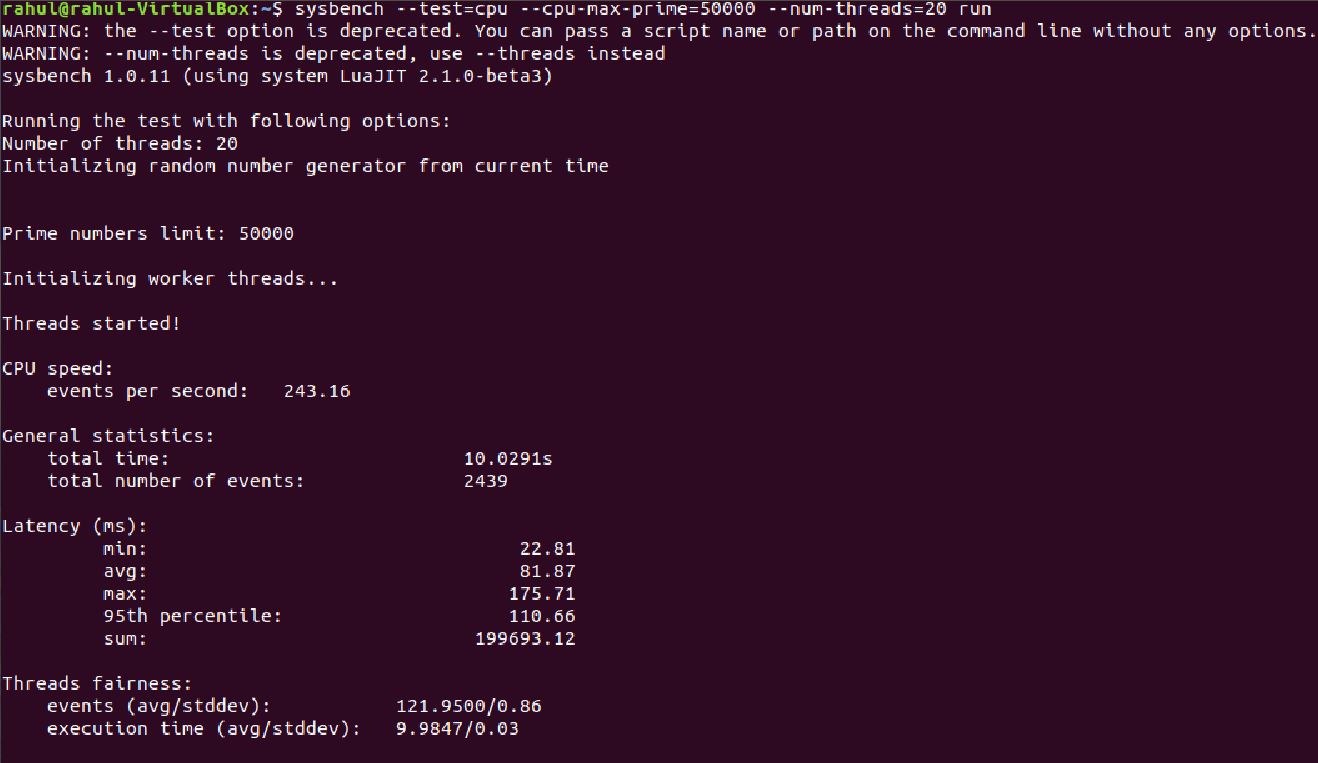 rahul@rahul-VirtualBox:~$ sysbench --test=cpu --cpu-max-prime=50000 --num-threads=20 run
WARNING: the --test option is deprecated. You can pass a script name or path on the command line without any options.
WARNING: --num-threads is deprecated, use --threads instead
sysbench 1.0.11 (using system LuaJIT 2.1.0-beta3)
Running the test with following options:
Number of threads: 20
Initializing random number generator from current time
Prime numbers limit: 50000
Initializing worker threads...
Threads started!
CPU speed:
events per second: 243.16
General statistics:
total time: 10.0291s
total number of events: 2439
Latency (ms):
min: 22.81
avg: 81.87
max: 175.71
95th percentile: 110.66
sum: 199693.12
Threads fairness:
events (avg/stddev): 121.9500/0.86
execution time (avg/stddev): 9.9847/0.03